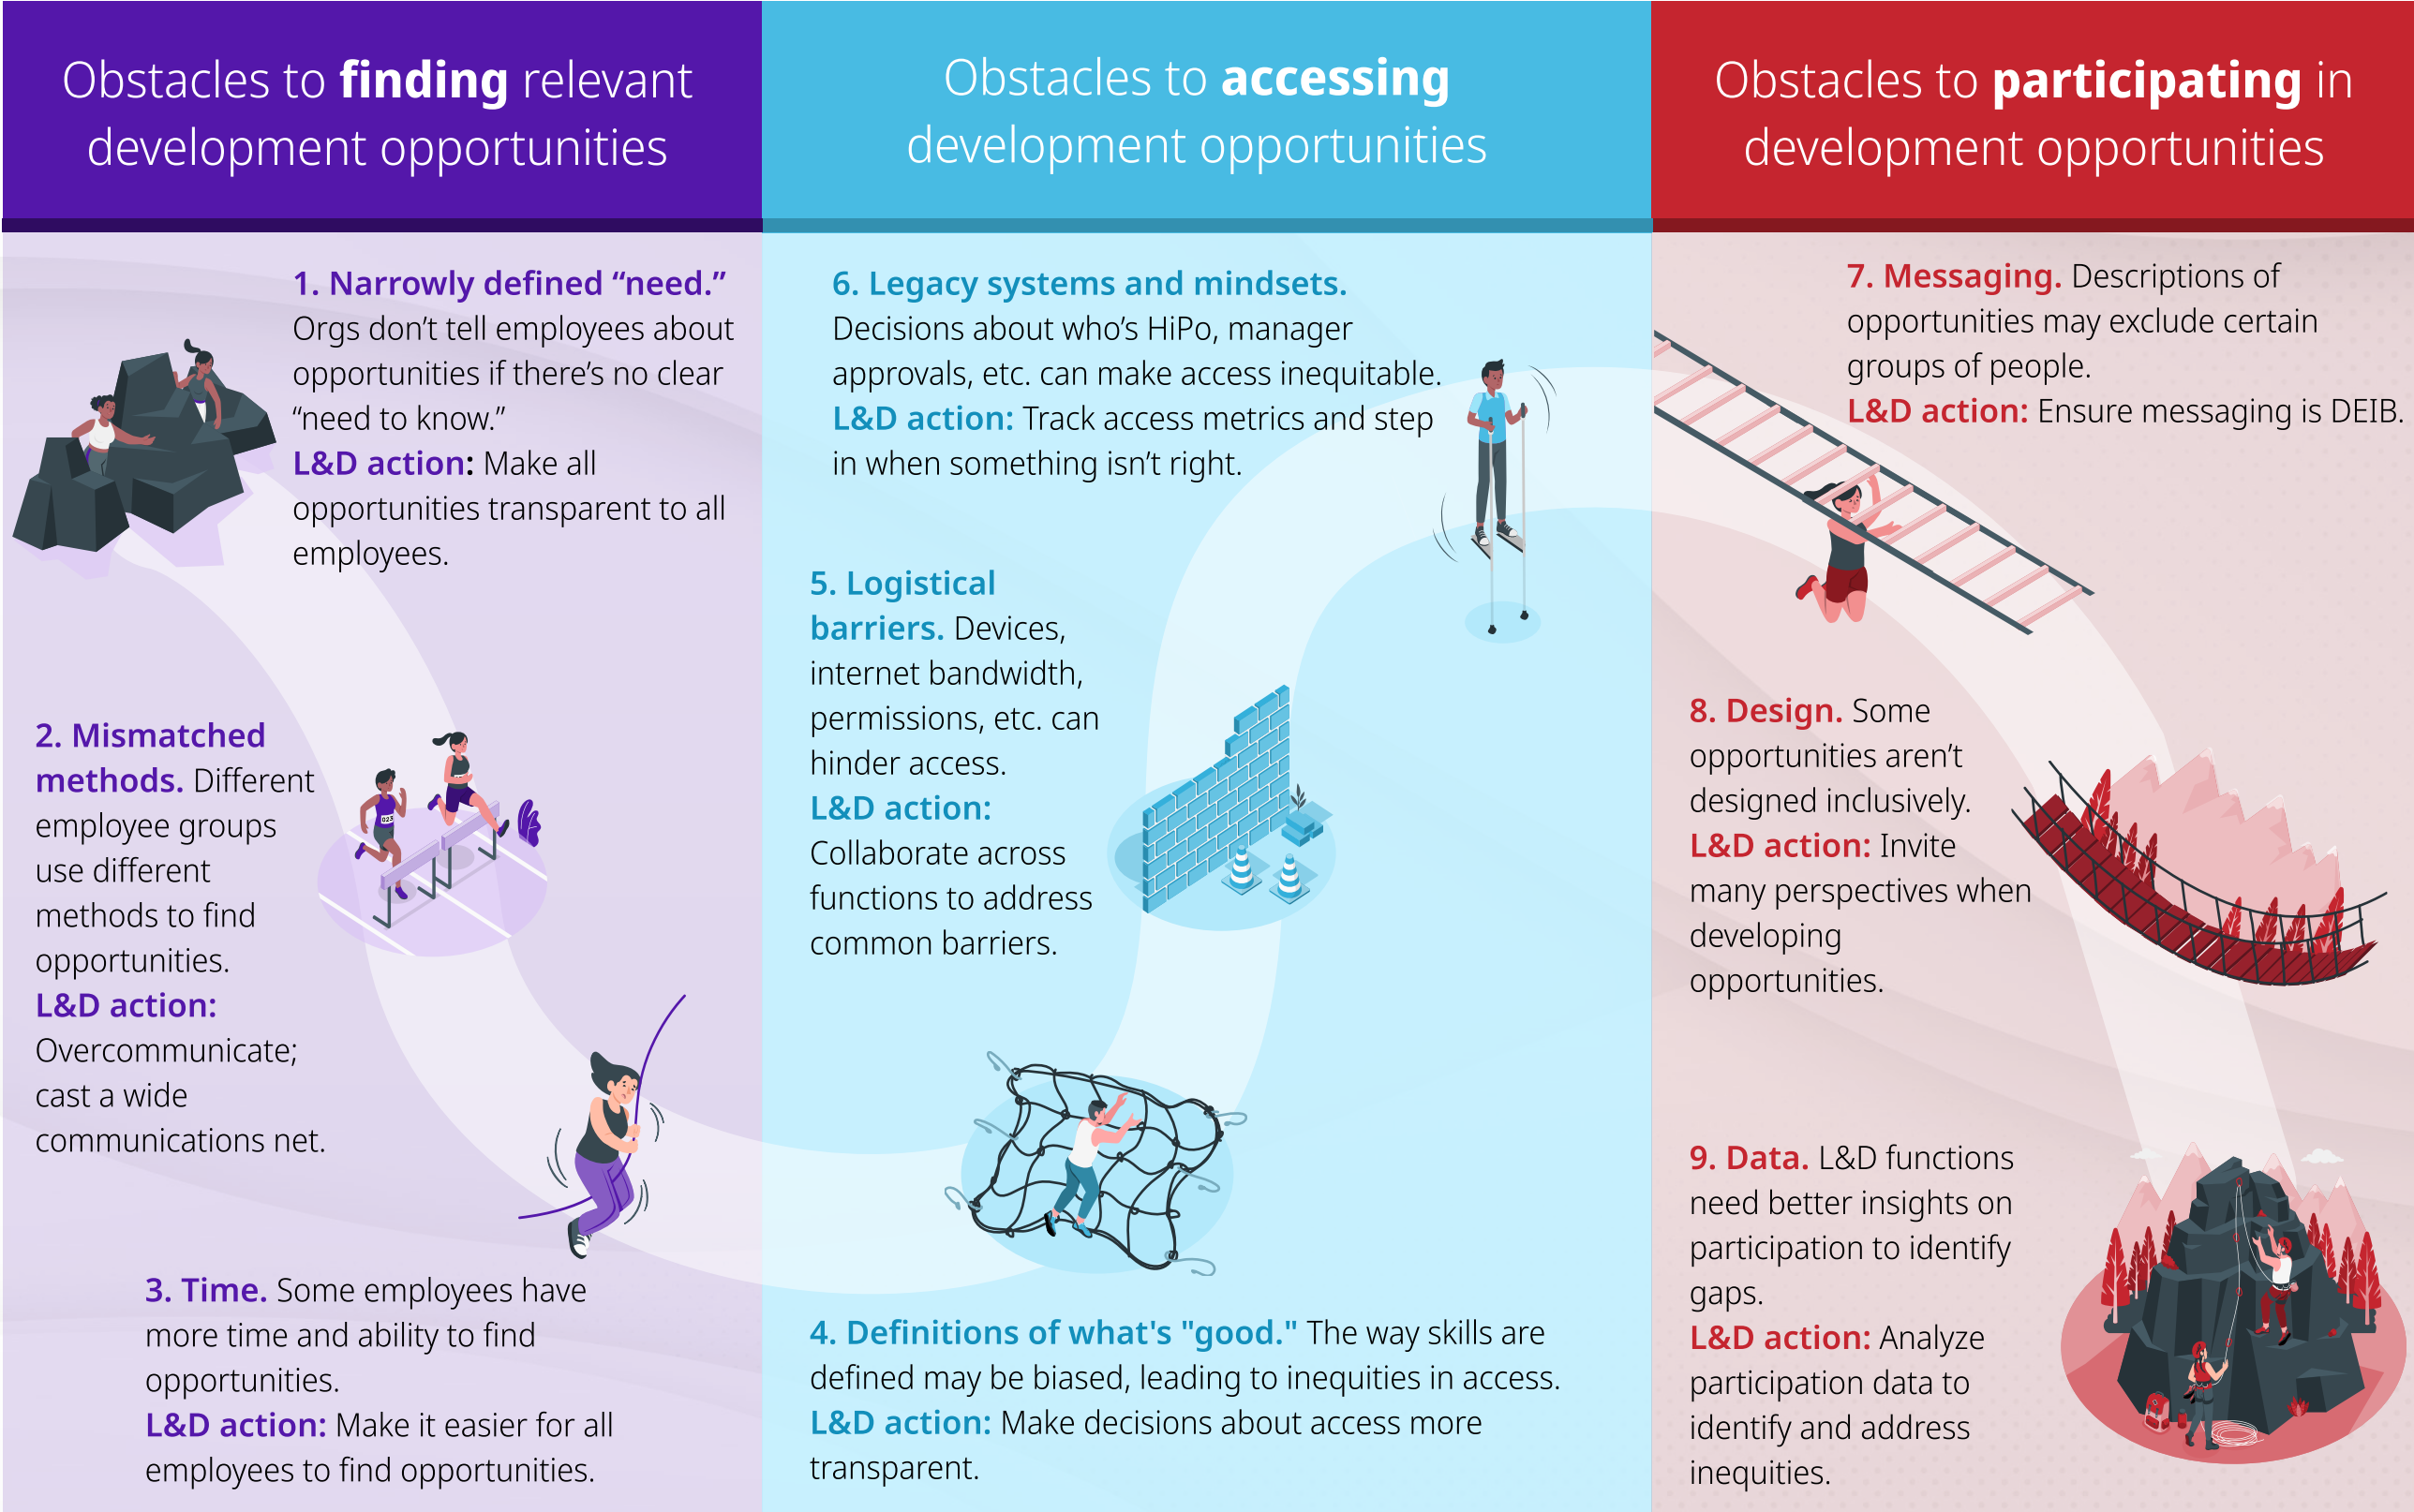 Obstacles to finding relevant
development opportunities
1. Narrowly defined “need.”
Orgs don’t tell employees about
opportunities if there’s no clear
“need to know.”
L&D action: Make all
opportunities transparent to all
employees.
2. Mismatched
methods. Different
employee groups
use different
methods to find
opportunities.
L&D action:
Overcommunicate;
cast a wide
communications net.
023
3. Time. Some employees have
more time and ability to find
opportunities.
L&D action: Make it easier for all
employees to find opportunities.
Obstacles to accessing
development opportunities
6. Legacy systems and mindsets.
Decisions about who’s HiPo, manager
approvals, etc. can make access inequitable.
L&D action: Track access metrics and step
in when something isn’t right.
5. Logistical
barriers. Devices,
internet bandwidth,
permissions, etc. can
hinder access.
L&D action:
Collaborate across
functions to address
common barriers.
4. Definitions of what's "good." The way skills are
defined may be biased, leading to inequities in access.
L&D action: Make decisions about access more
transparent.
Obstacles to participating in
development opportunities
7. Messaging. Descriptions of
opportunities may exclude certain
groups of people.
L&D action: Ensure messaging is DEIB.
8. Design. Some
opportunities aren’t
designed inclusively.
L&D action: Invite
many perspectives when
developing
opportunities.
9. Data. L&D functions
need better insights on
participation to identify
gaps.
L&D action: Analyze
participation data to
identify and address
inequities.